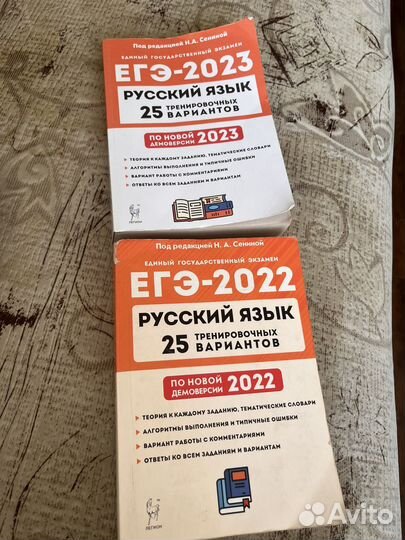 Под редакцией Н.А. Сениной
ЕДИНЫЙ ГОСУДАРСТВЕННЫЙ ЭКЗАМЕН
ЕГЭ-2023
РУССКИЙ ЯЗЫК
25 ТРЕНИРОВОЧНЫХ
ВАРИАНТОВ
ПО НОВОЙ
ДЕМОВЕРСИИ 2023
ТЕОРИЯ К КАЖДОМУ ЗАДАНИЮ, ТЕМАТИЧЕСКИЕ СЛОВАРИ
АЛГОРИТМЫ ВЫПОЛНЕНИЯ И ТИПИЧНЫЕ ОШИБКИ
ВАРИАНТ РАБОТЫ С КОММЕНТАРИЯМИ
ОТВЕТЫ КО ВСЕМ ЗАДАНИЯМ И ВАРИАНТАМ
ЛЕГИОН
Под редакцией Н. А. Сениной
ЕДИНЫЙ ГОСУДАРСТВЕННЫЙ ЭКЗАМЕН
ЕГЭ-2022
РУССКИЙ ЯЗЫК
25 ТРЕНИРОВОЧНЫХ
ВАРИАНТОВ
ПО НОВОЙ
ДЕМОВЕРСИИ 2022
ТЕОРИЯ К КАЖДОМУ ЗАДАНИЮ, ТЕМАТИЧЕСКИЕ СЛОВАРИ
АЛГОРИТМЫ ВЫПОЛНЕНИЯ И ТИПИЧНЫЕ ОШИБКИ
ВАРИАНТ РАБОТЫ С КОММЕНТАРИЯМИ
ОТВЕТЫ КО ВСЕМ ЗАДАНИЯМ И ВАРИАНТАМ
ЛЕГИОН
Avito